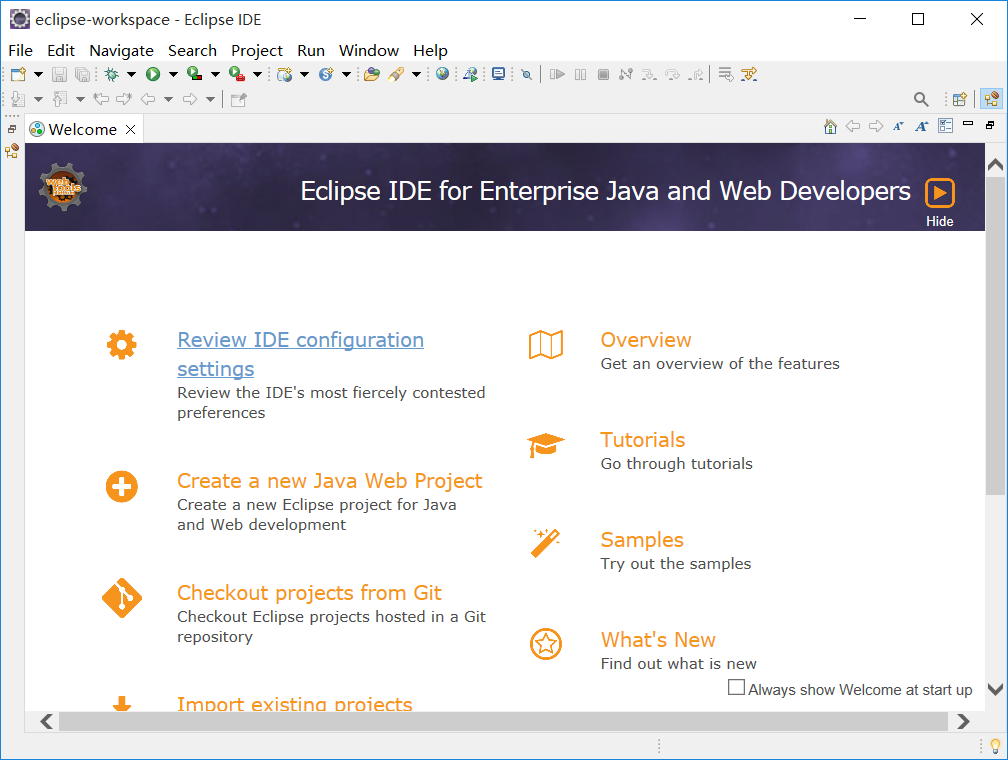 eclipse-workspace - Eclipse IDE
File Edit Navigate Search Project Run Window Help
Welcome
web tools
Eclipse IDE for Enterprise Java and Web Developers
Hide
Review IDE configuration
settings
Review the IDE's most fiercely contested
preferences
Create a new Java Web Project
Create a new Eclipse project for Java
and Web development
Checkout projects from Git
Checkout Eclipse projects hosted in a Git
repository
Import existing projects
Overview
Get an overview of the features
Tutorials
Go through tutorials
Samples
Try out the samples
What's New
Find out what is new
Always show Welcome at start up